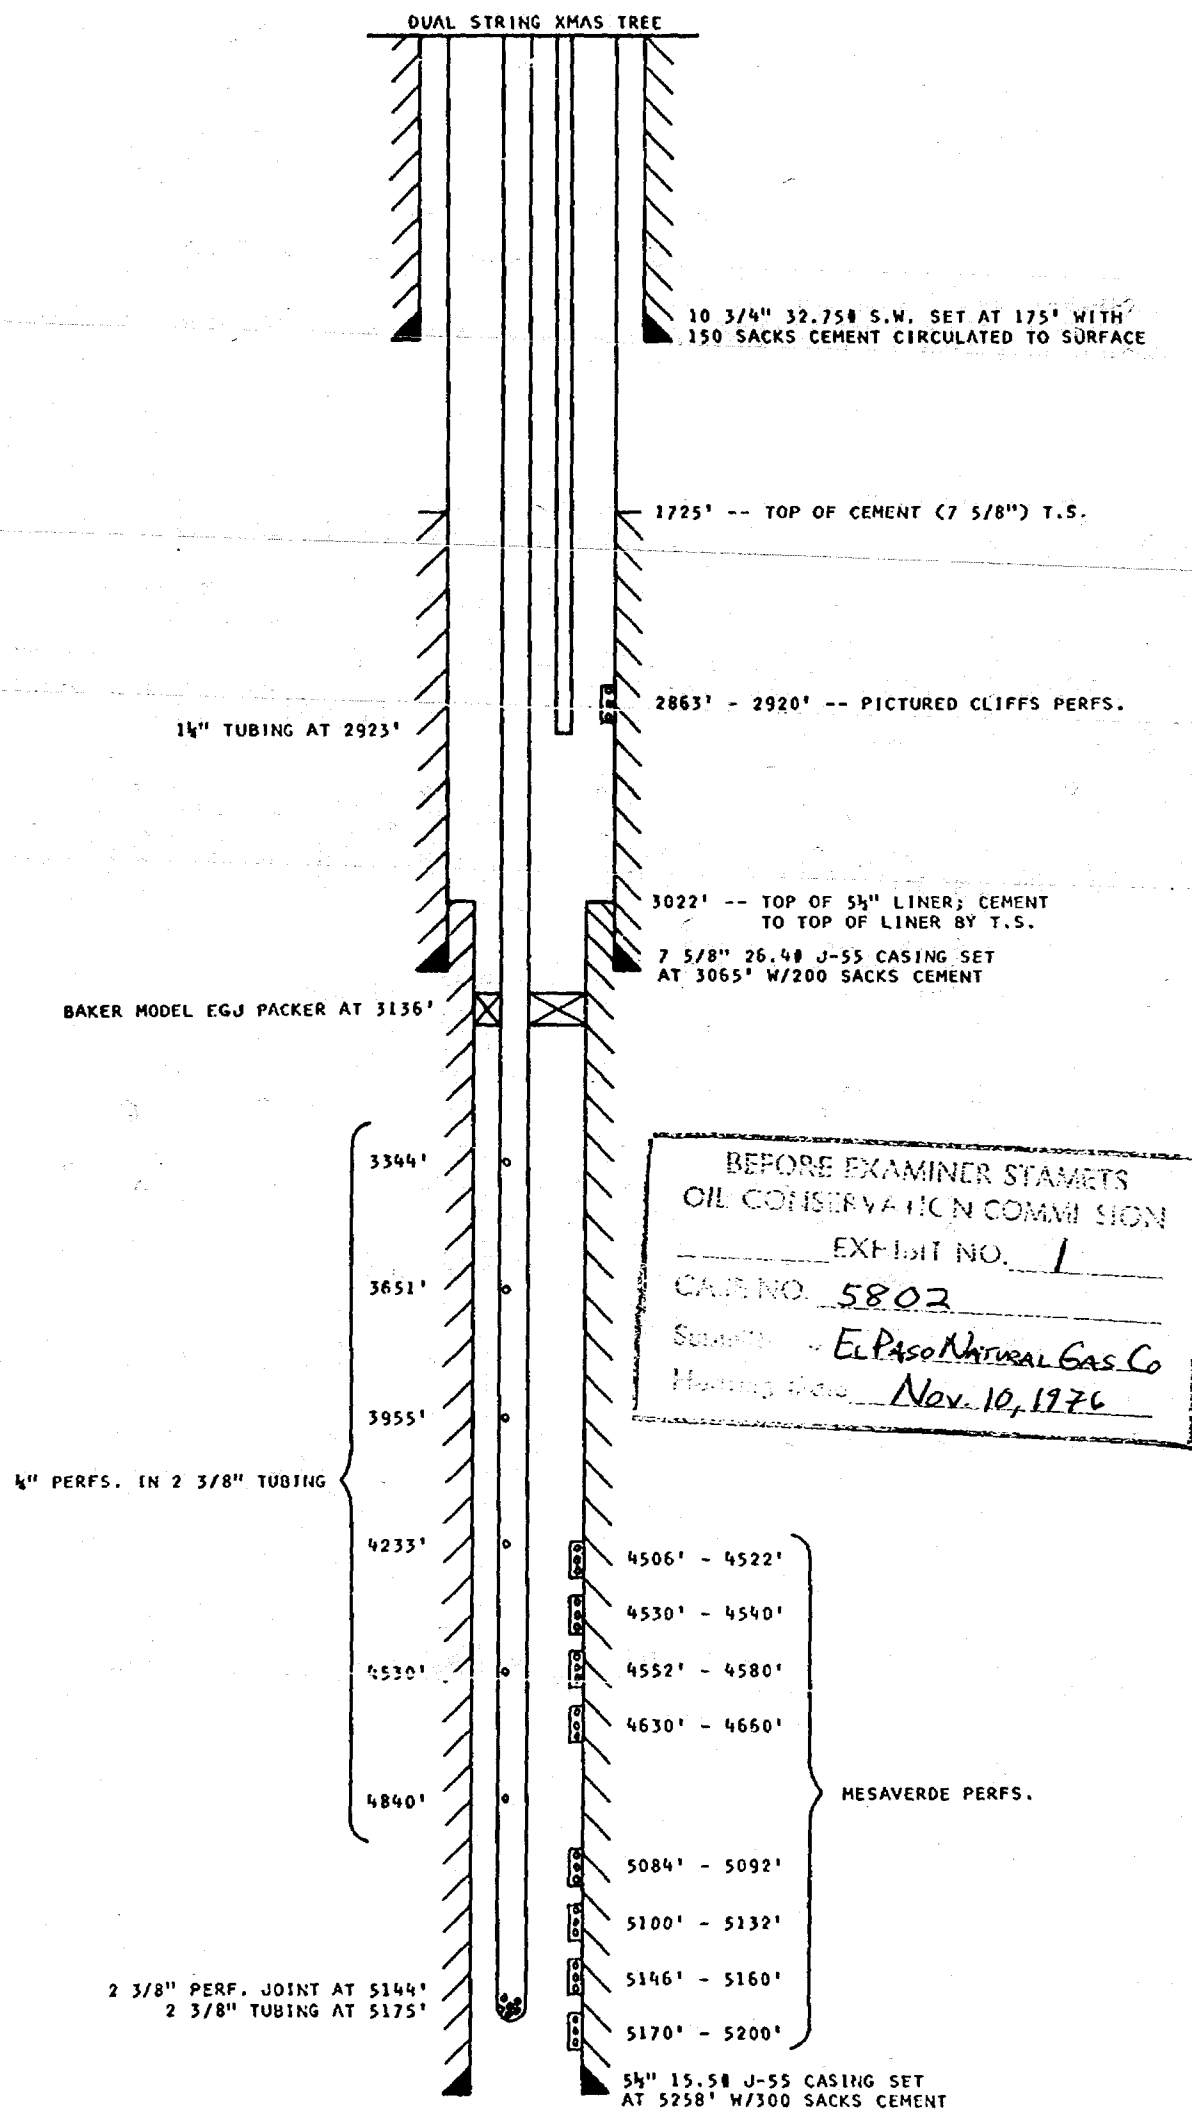 DUAL STRING XMAS TREE
10 3/4" 32.75# S.W. SET AT 175' WITH
150 SACKS CEMENT CIRCULATED TO SURFACE
1725' -- TOP OF CEMENT (7 5/8") T.S.
2863' - 2920' -- PICTURED CLIFFS PERFS.
1¼" TUBING AT 2923'
3022' -- TOP OF 5½" LINER; CEMENT
TO TOP OF LINER BY T.S.
7 5/8" 26.4# J-55 CASING SET
AT 3065' W/200 SACKS CEMENT
BAKER MODEL EGJ PACKER AT 3136'
3344'
3651'
3955'
¼" PERFS. IN 2 3/8" TUBING
4233'
4530'
4840'
BEFORE EXAMINER STAMETS
OIL CONSERVATION COMMISSION
EXHIBIT NO. 1
CASE NO. 5802
El Paso Natural Gas Co
Hearing Date Nov. 10, 1976
4506' - 4522'
4530' - 4540'
4552' - 4580'
4630' - 4660'
MESAVERDE PERFS.
5084' - 5092'
5100' - 5132'
5146' - 5160'
5170' - 5200'
2 3/8" PERF. JOINT AT 5144'
2 3/8" TUBING AT 5175'
5½" 15.5# J-55 CASING SET
AT 5258' W/300 SACKS CEMENT